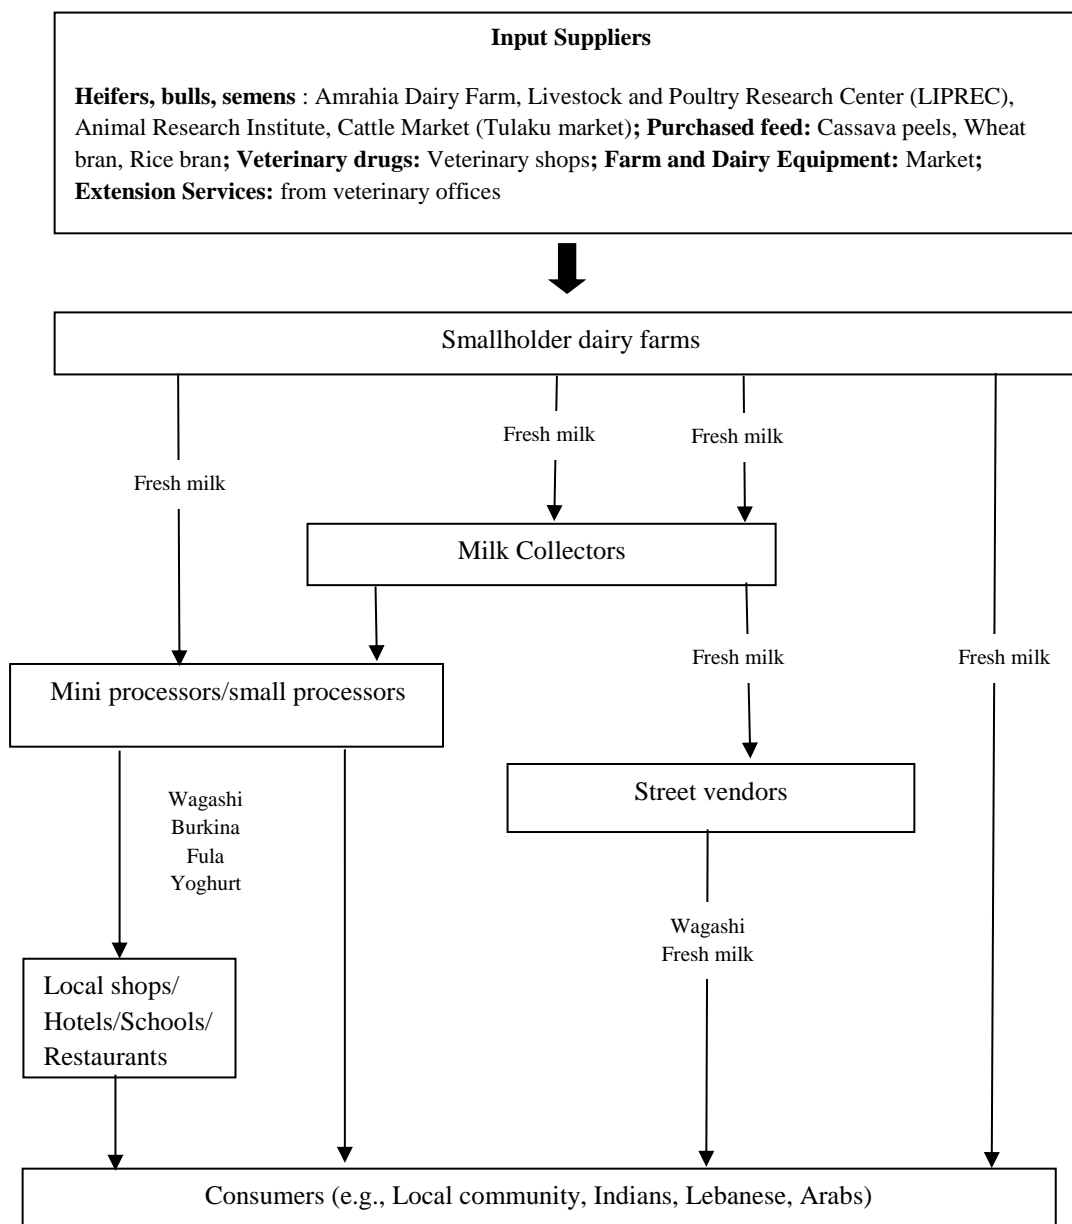 Input Suppliers
Heifers, bulls, semens : Amrahia Dairy Farm, Livestock and Poultry Research Center (LIPREC),
Animal Research Institute, Cattle Market (Tulaku market); Purchased feed: Cassava peels, Wheat
bran, Rice bran; Veterinary drugs: Veterinary shops; Farm and Dairy Equipment: Market;
Extension Services: from veterinary offices
Smallholder dairy farms
Fresh milk
Fresh milk
Fresh milk
Milk Collectors
Fresh milk
Fresh milk
Mini processors/small processors
Street vendors
Wagashi
Burkina
Fula
Yoghurt
Wagashi
Fresh milk
Local shops/
Hotels/Schools/
Restaurants
Consumers (e.g., Local community, Indians, Lebanese, Arabs)